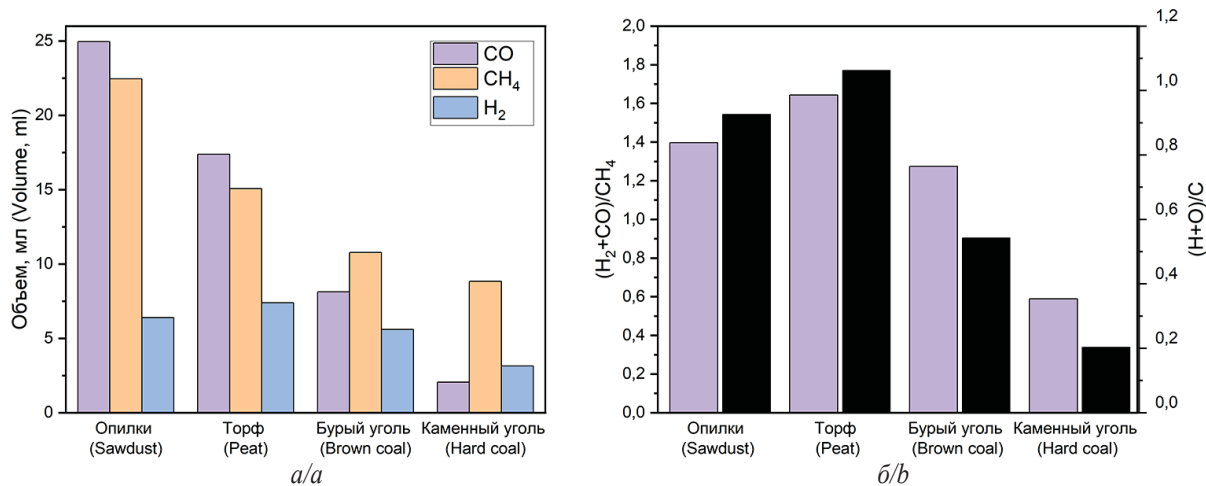 Объем, мл (Volume, ml)
25
20
15
10
5
0
CO
CH₄
H₂
Опилки
(Sawdust)
Торф
(Peat)
Бурый уголь
(Brown coal)
Каменный уголь
(Hard coal)
а/a
(H₂+CO)/CH₄
2,0
1,8
1,6
1,4
1,2
1,0
0,8
0,6
0,4
0,2
0,0
Опилки
(Sawdust)
Торф
(Peat)
Бурый уголь
(Brown coal)
Каменный уголь
(Hard coal)
1,2
1,0
0,8
0,6
0,4
0,2
0,0
(H+O)/C
б/b